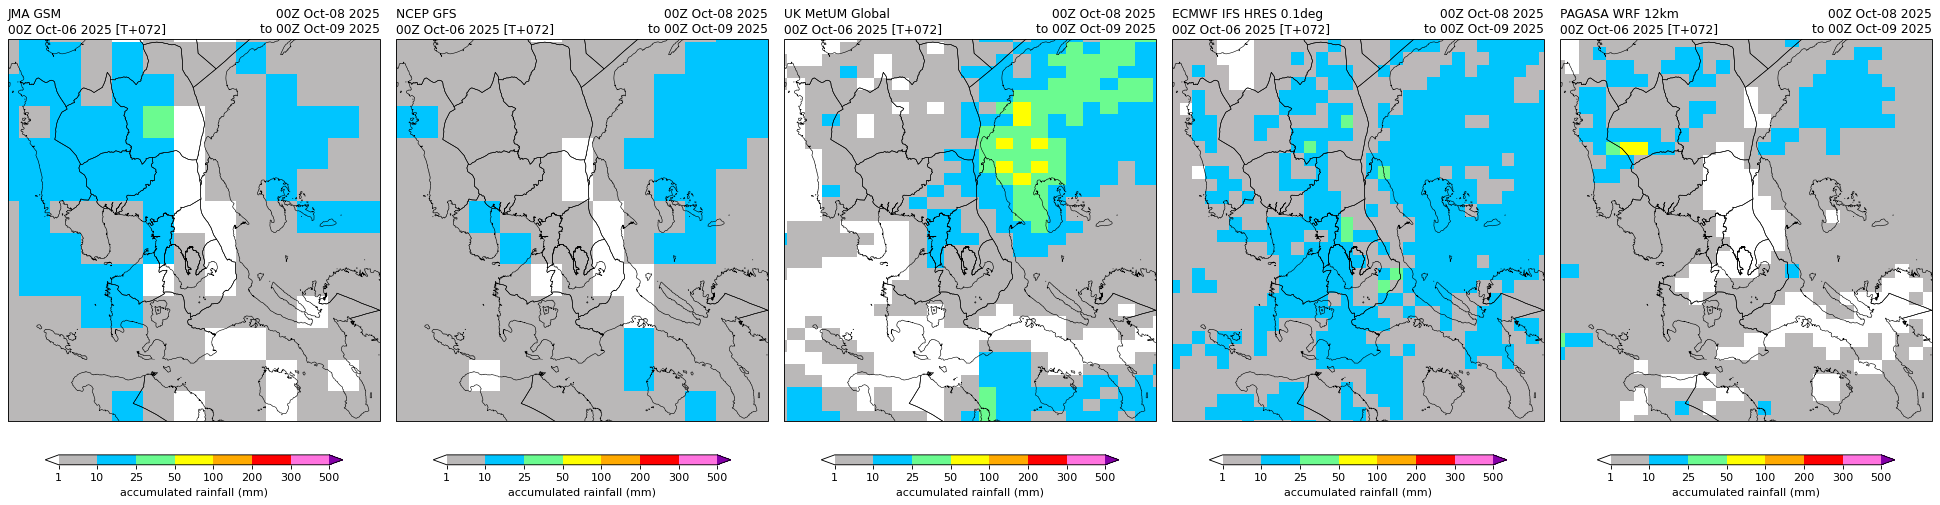 JMA GSM 00Z Oct-08 2025
00Z Oct-06 2025 [T+072] to 00Z Oct-09 2025
1 10 25 50 100 200 300 500
accumulated rainfall (mm)
NCEP GFS 00Z Oct-08 2025
00Z Oct-06 2025 [T+072] to 00Z Oct-09 2025
1 10 25 50 100 200 300 500
accumulated rainfall (mm)
UK MetUM Global 00Z Oct-08 2025
00Z Oct-06 2025 [T+072] to 00Z Oct-09 2025
1 10 25 50 100 200 300 500
accumulated rainfall (mm)
ECMWF IFS HRES 0.1deg 00Z Oct-08 2025
00Z Oct-06 2025 [T+072] to 00Z Oct-09 2025
1 10 25 50 100 200 300 500
accumulated rainfall (mm)
PAGASA WRF 12km 00Z Oct-08 2025
00Z Oct-06 2025 [T+072] to 00Z Oct-09 2025
1 10 25 50 100 200 300 500
accumulated rainfall (mm)